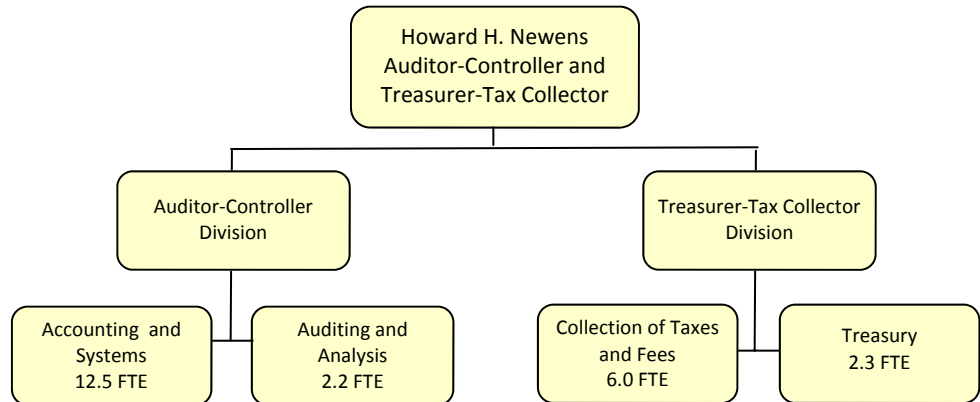 Howard H. Newens
Auditor-Controller and
Treasurer-Tax Collector
Auditor-Controller
Division
Treasurer-Tax Collector
Division
Accounting and
Systems
12.5 FTE
Auditing and
Analysis
2.2 FTE
Collection of Taxes
and Fees
6.0 FTE
Treasury
2.3 FTE